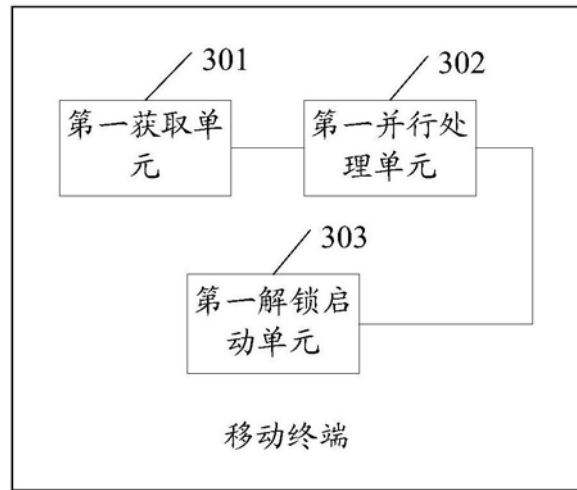 301
302
第一获取单
元
第一并行处
理单元
303
第一解锁启
动单元
移动终端